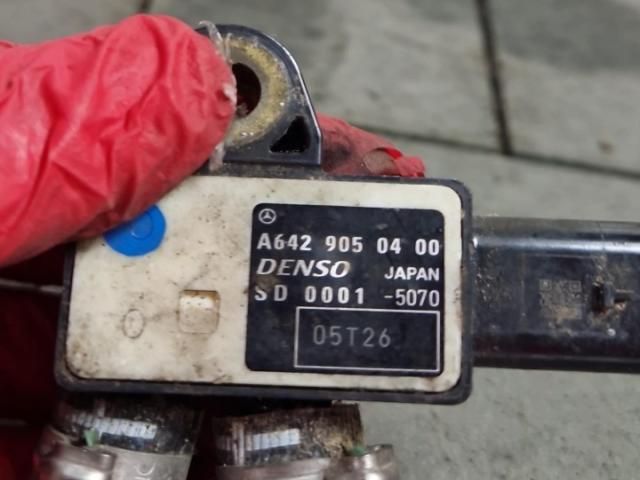 A642 905 04 00
DENSO JAPAN
SD 0001 -5070
05T26